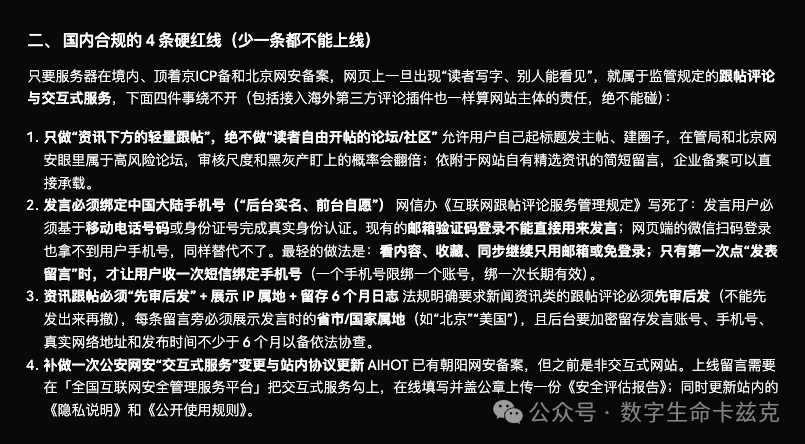 二、 国内合规的 4 条硬红线（少一条都不能上线）
只要服务器在境内、顶着京ICP备和北京网安备案，网页上一旦出现“读者写字、别人能看见”，就属于监管规定的跟帖评论
与交互式服务，下面四件事绕不开（包括接入海外第三方评论插件也一样算网站主体的责任，绝不能碰）：
1. 只做“资讯下方的轻量跟帖”，绝不做“读者自由开帖的论坛/社区” 允许用户自己起标题发主帖、建圈子，在管局和北京网
安眼里属于高风险论坛，审核尺度和黑灰产盯上的概率会翻倍；依附于网站自有精选资讯的简短留言，企业备案可以直
接承载。
2. 发言必须绑定中国大陆手机号（“后台实名、前台自愿”） 网信办《互联网跟帖评论服务管理规定》写死了：发言用户必
须基于移动电话号码或身份证号完成真实身份认证。现有的邮箱验证码登录不能直接用来发言；网页端的微信扫码登录
也拿不到用户手机号，同样替代不了。最轻的做法是：看内容、收藏、同步继续只用邮箱或免登录；只有第一次点“发表
留言”时，才让用户收一次短信绑定手机号（一个手机号限绑一个账号，绑一次长期有效）。
3. 资讯跟帖必须“先审后发” + 展示 IP 属地 + 留存 6 个月日志 法规明确要求新闻资讯类的跟帖评论必须先审后发（不能先
发出来再撤），每条留言旁必须展示发言时的省市/国家属地（如“北京”“美国”），且后台要加密留存发言账号、手机号、
真实网络地址和发布时间不少于 6 个月以备依法协查。
4. 补做一次公安网安“交互式服务”变更与站内协议更新 AIHOT 已有朝阳网安备案，但之前是非交互式网站。上线留言需要
在「全国互联网安全管理服务平台」把交互式服务勾上，在线填写并盖公章上传一份《安全评估报告》；同时更新站内的
《隐私说明》和《公开使用规则》。
公众号 · 数字生命卡兹克